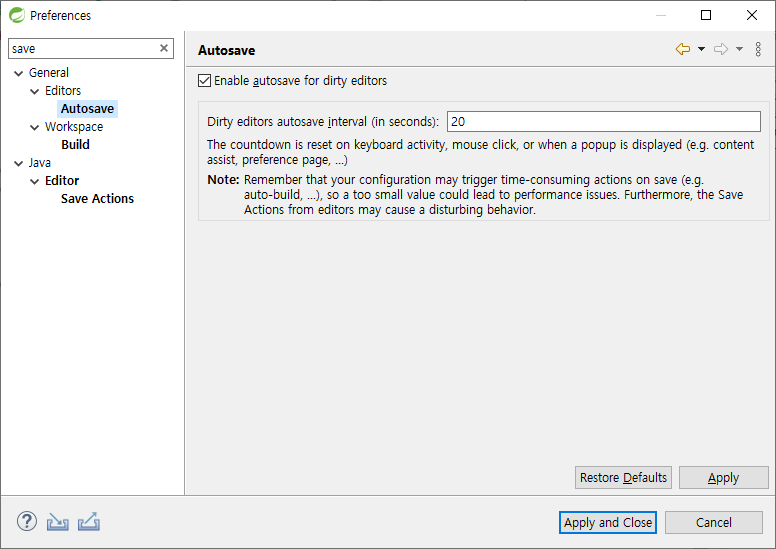 Preferences
save
General
Editors
Autosave
Workspace
Build
Java
Editor
Save Actions
Autosave
Enable autosave for dirty editors
Dirty editors autosave interval (in seconds): 20
The countdown is reset on keyboard activity, mouse click, or when a popup is displayed (e.g. content
assist, preference page, ...)
Note: Remember that your configuration may trigger time-consuming actions on save (e.g.
auto-build, ...), so a too small value could lead to performance issues. Furthermore, the Save
Actions from editors may cause a disturbing behavior.
Restore Defaults Apply
? Apply and Close Cancel